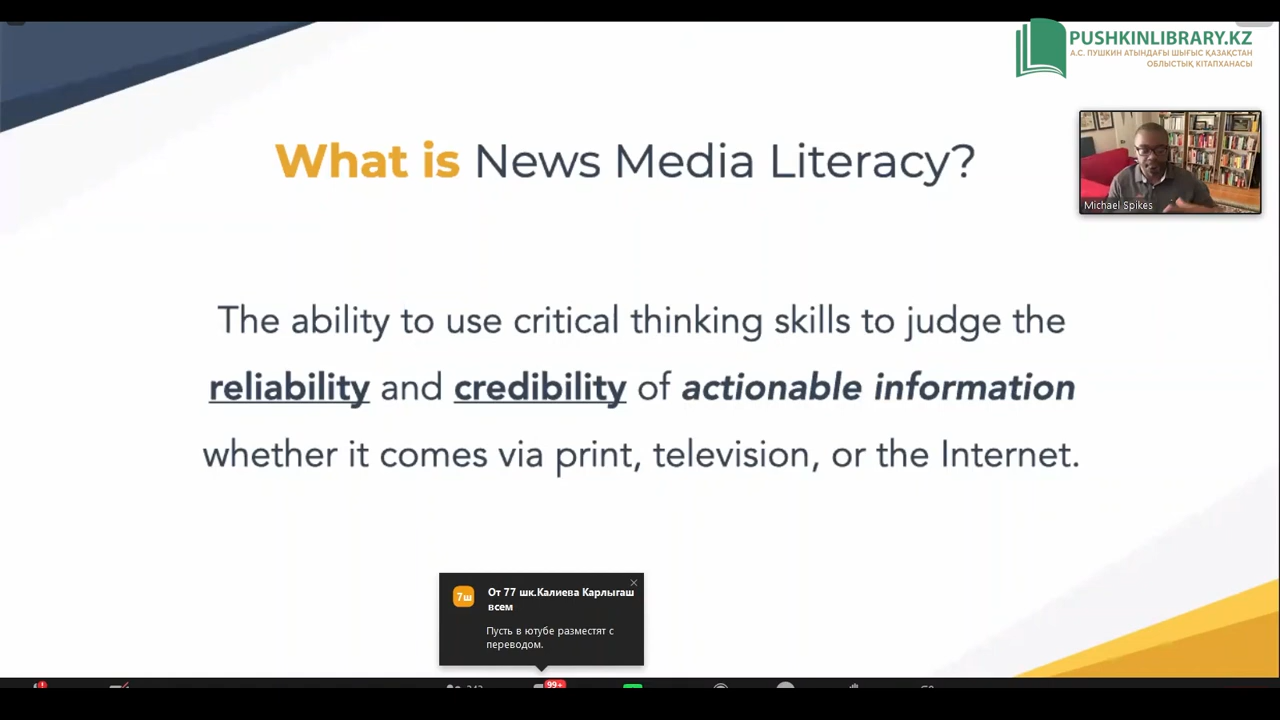 PUSHKINLIBRARY.KZ
А.С. ПУШКИН АТЫНДАҒЫ ШЫҒЫС ҚАЗАҚСТАН
ОБЛЫСТЫҚ КІТАПХАНАСЫ
What is News Media Literacy?
Michael Spikes
The ability to use critical thinking skills to judge the
reliability and credibility of actionable information
whether it comes via print, television, or the Internet.
7ш
От 77 шк.Калиева Карлыгаш
всем
Пусть в ютубе разместят с
переводом.
99+